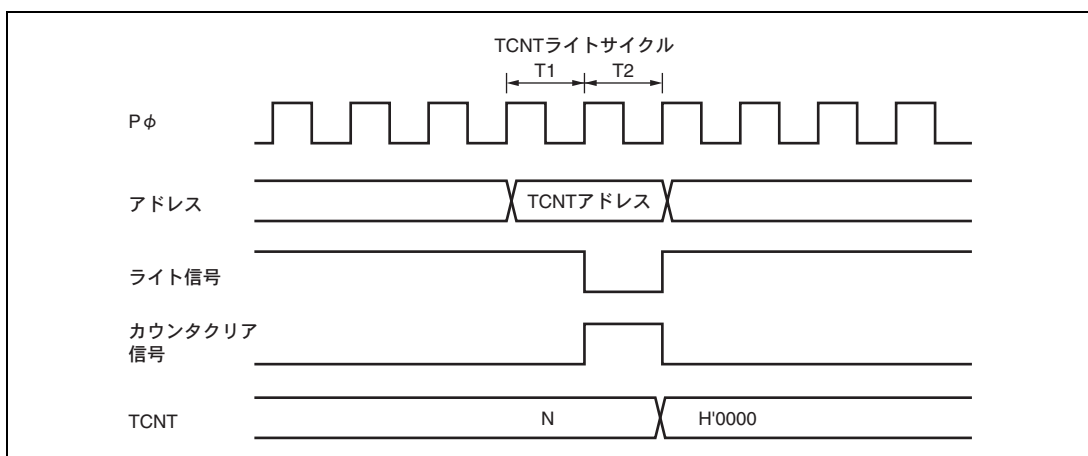 TCNTライトサイクル
T1 T2
Pφ
アドレス TCNTアドレス
ライト信号
カウンタクリア
信号
TCNT N H'0000